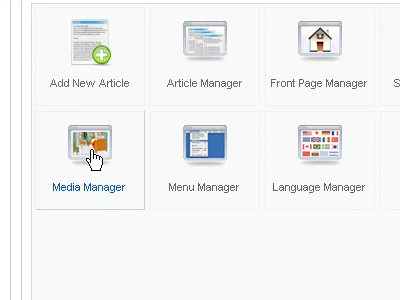 Add New Article
Article Manager
Front Page Manager
S
Media Manager
Menu Manager
Language Manager